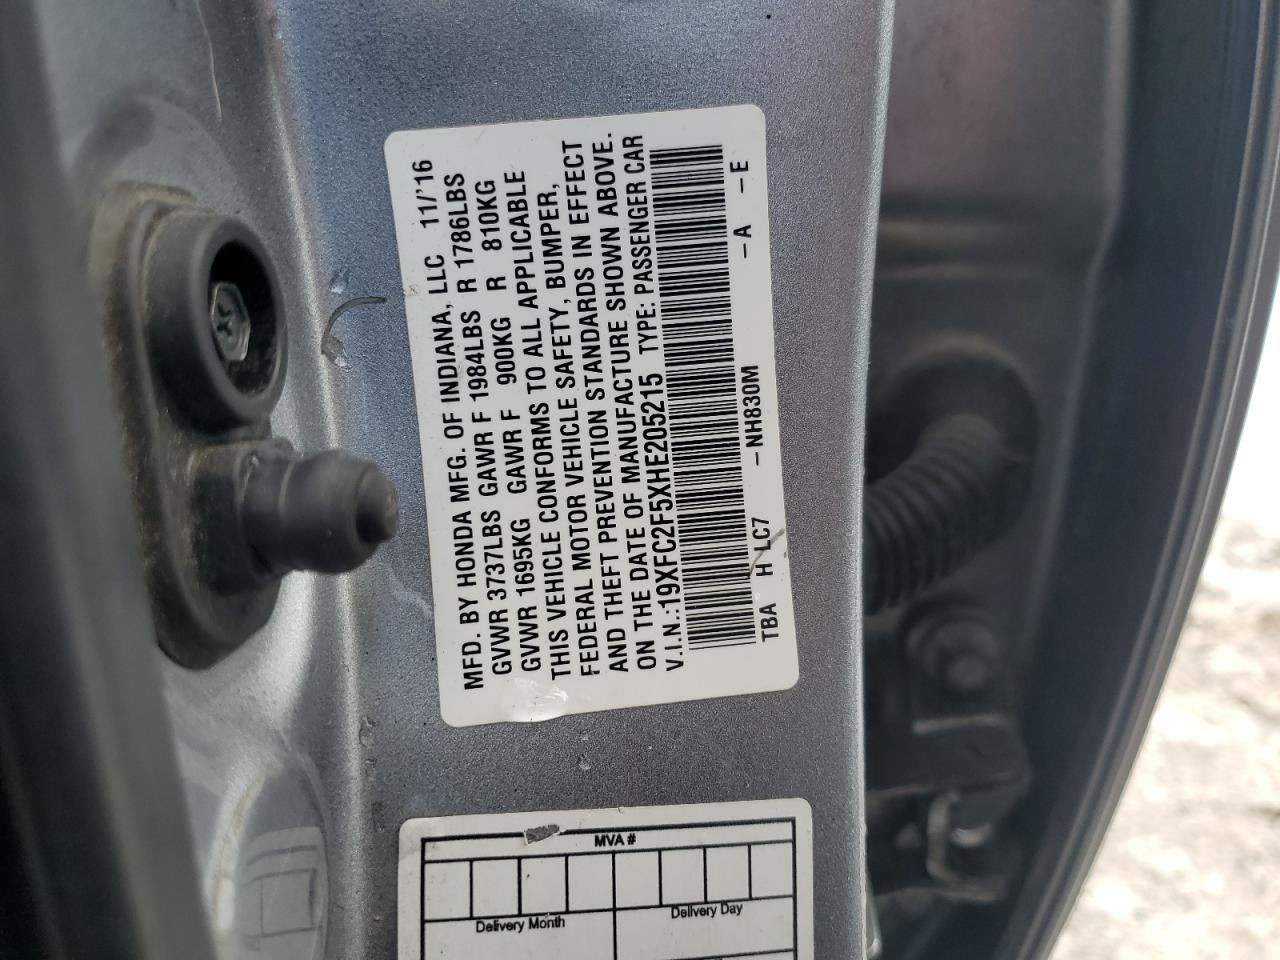 MFD. BY HONDA MFG. OF INDIANA, LLC 11/'16
GVWR 3737LBS GAWR F 1984LBS R 1786LBS
GVWR 1695KG GAWR F 900KG R 810KG
THIS VEHICLE CONFORMS TO ALL APPLICABLE
FEDERAL MOTOR VEHICLE SAFETY, BUMPER,
AND THEFT PREVENTION STANDARDS IN EFFECT
ON THE DATE OF MANUFACTURE SHOWN ABOVE.
V.I.N.:19XFC2F5XHE205215 TYPE: PASSENGER CAR
TBA H LC7 -NH830M -A -E
MVA #
Delivery Month Delivery Day